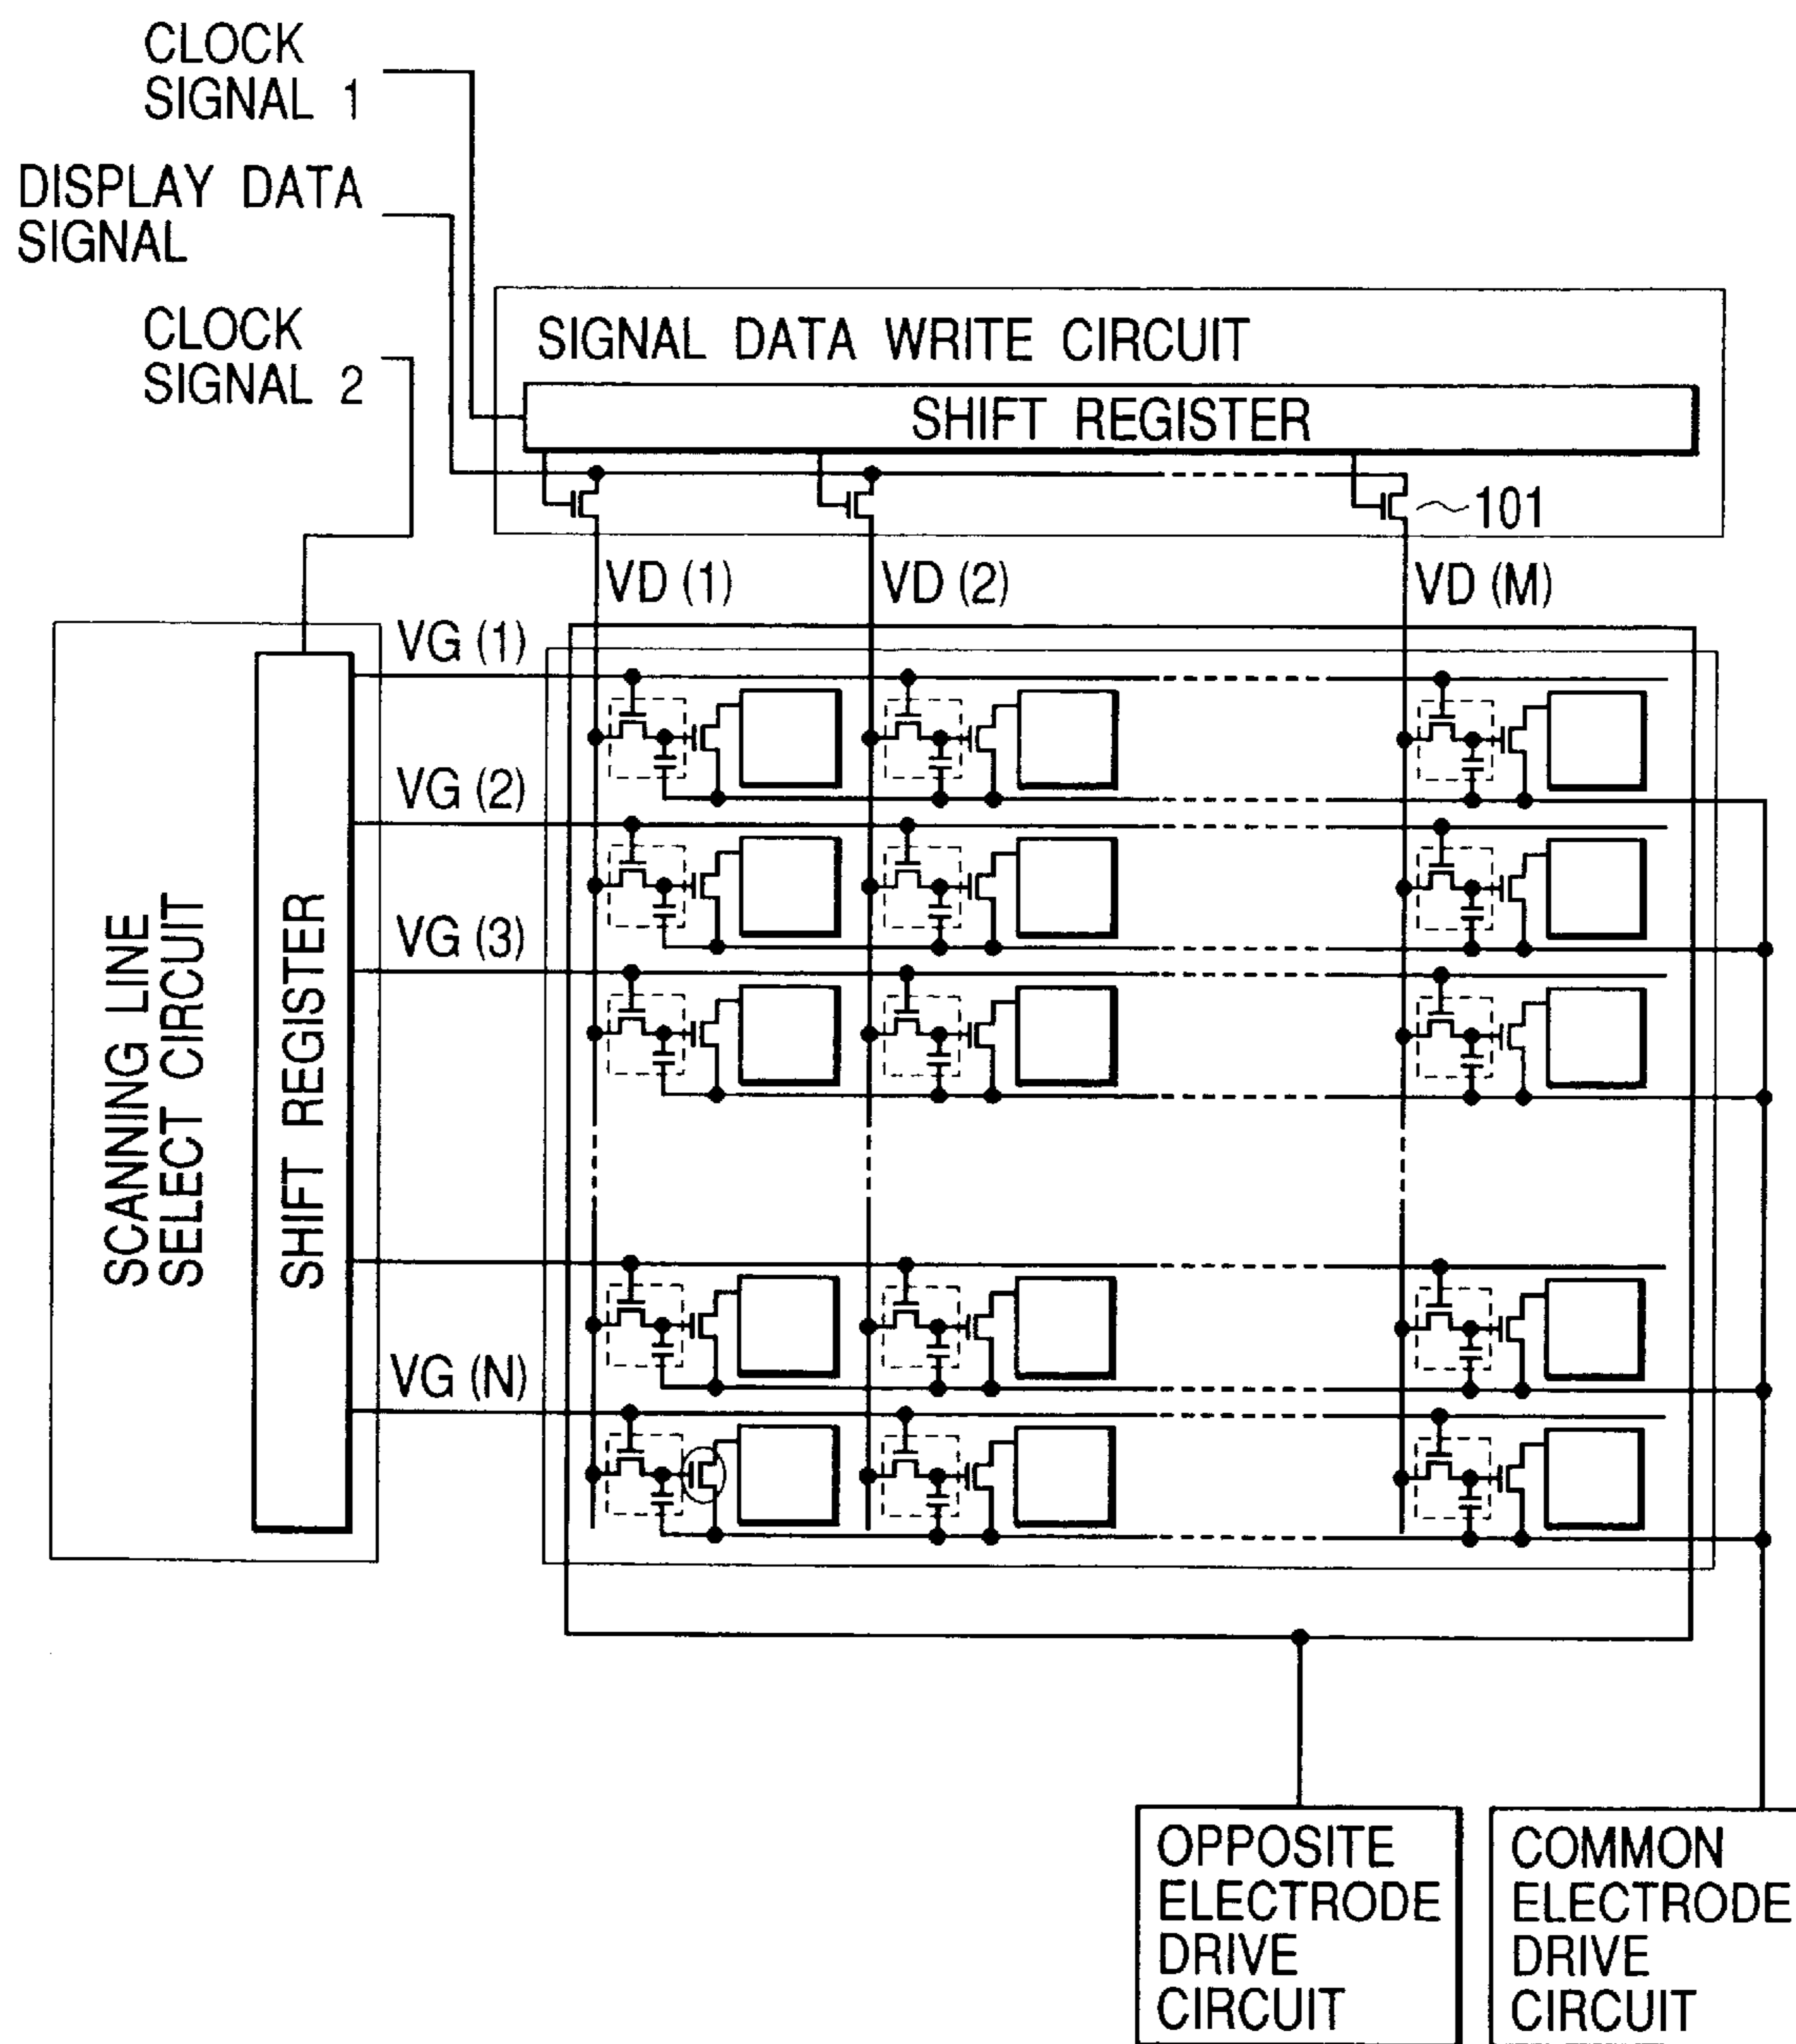 CLOCK
SIGNAL 1
DISPLAY DATA
SIGNAL
CLOCK
SIGNAL 2
SIGNAL DATA WRITE CIRCUIT
SHIFT REGISTER
101
VD (1)
VD (2)
VD (M)
VG (1)
VG (2)
VG (3)
VG (N)
SCANNING LINE
SELECT CIRCUIT
SHIFT REGISTER
OPPOSITE
ELECTRODE
DRIVE
CIRCUIT
COMMON
ELECTRODE
DRIVE
CIRCUIT